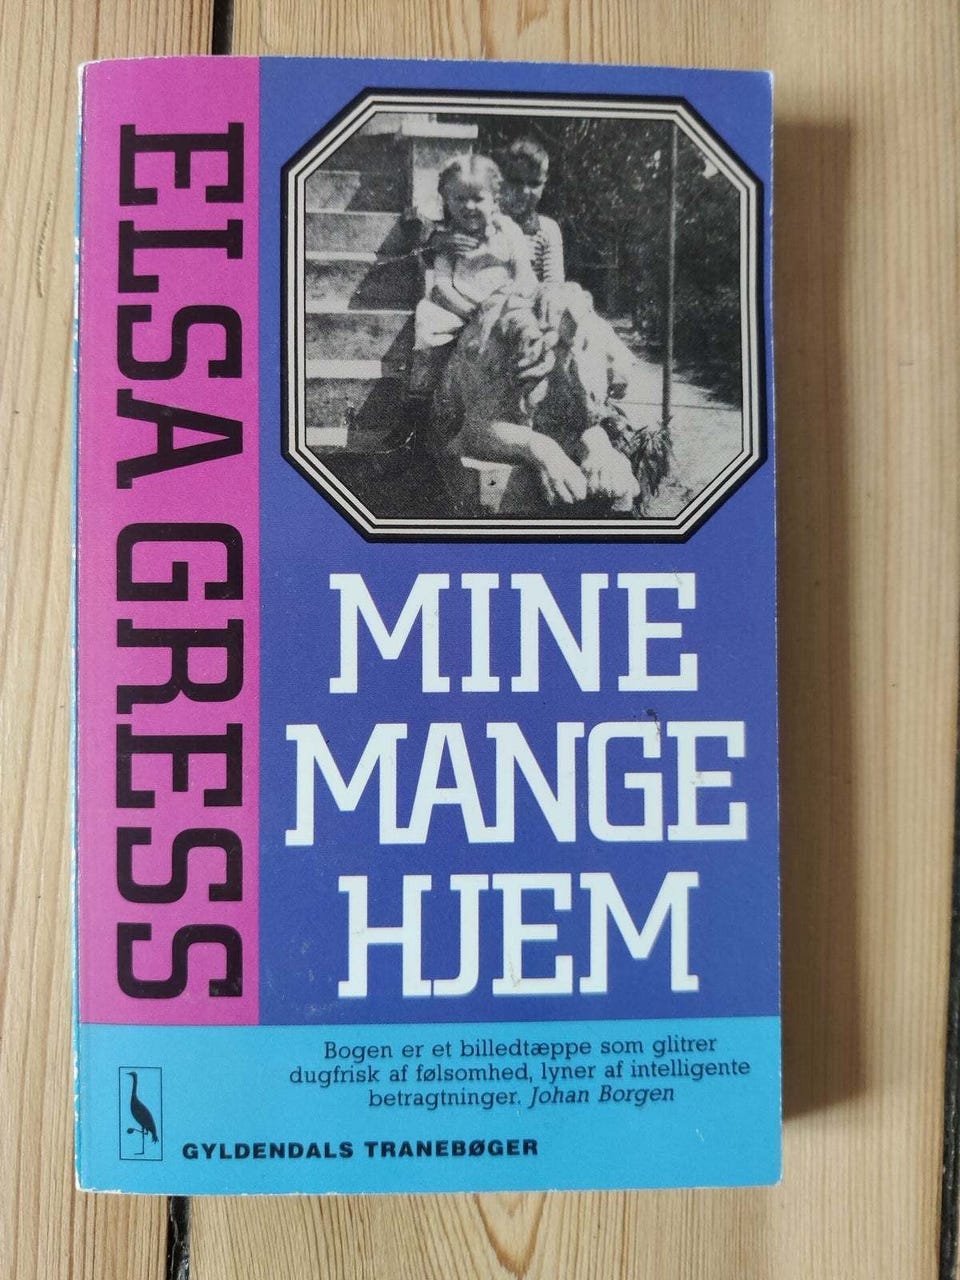 ELSA GRESS
MINE
MANGE
HJEM
Bogen er et billedtæppe som glitrer
dugfrisk af følsomhed, lyner af intelligente
betragtninger. Johan Borgen
GYLDENDALS TRANEBØGER